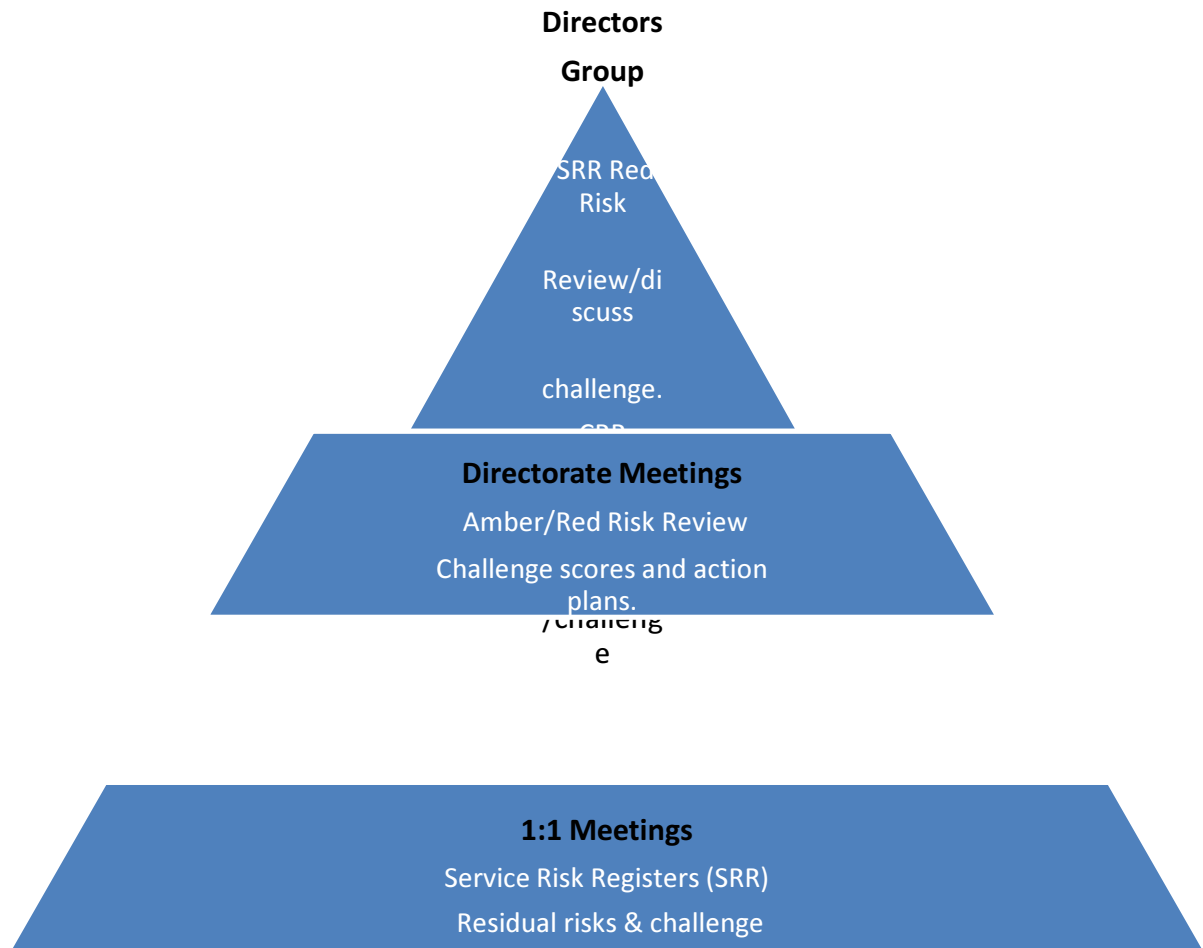 Directors
Group
SRR Red
Risk
Review/di
scuss
challenge.
Directorate Meetings
Amber/Red Risk Review
Challenge scores and action
plans.
/challeng
e
1:1 Meetings
Service Risk Registers (SRR)
Residual risks & challenge